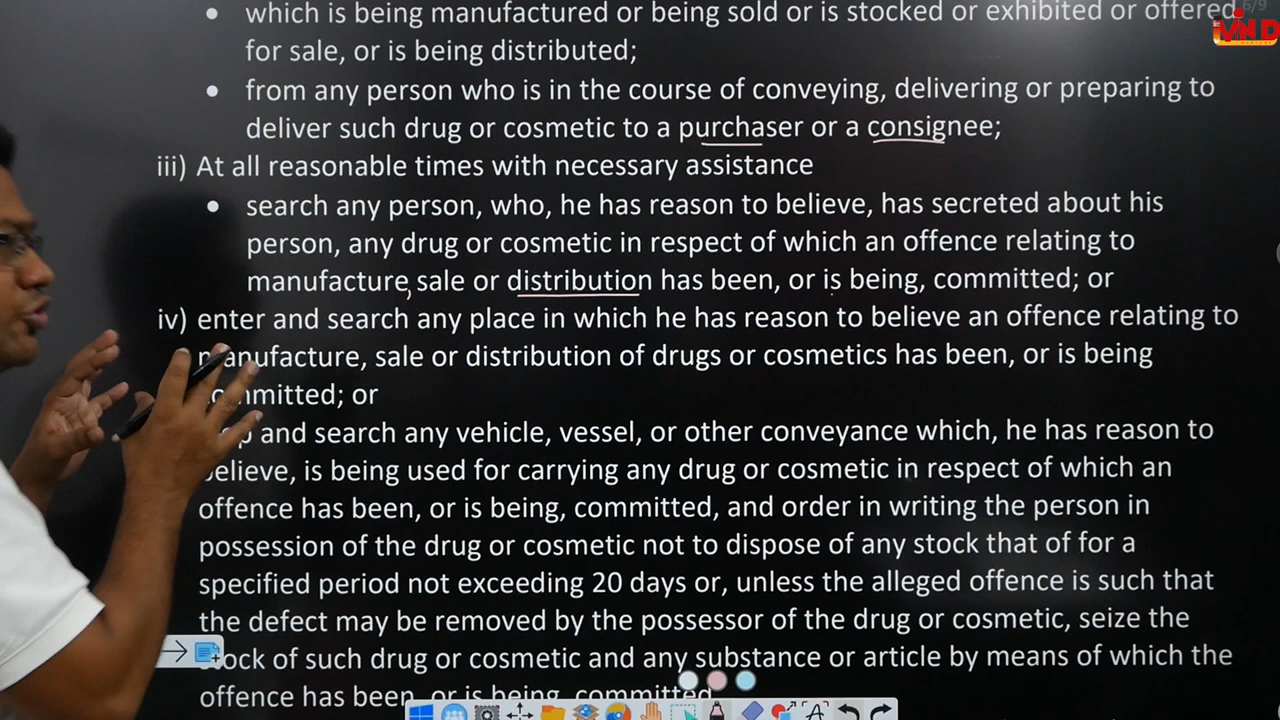 which is being manufactured or being sold or is stocked or exhibited or offered
6/9
for sale, or is being distributed;
from any person who is in the course of conveying, delivering or preparing to
deliver such drug or cosmetic to a purchaser or a consignee;
iii) At all reasonable times with necessary assistance
search any person, who, he has reason to believe, has secreted about his
person, any drug or cosmetic in respect of which an offence relating to
manufacture, sale or distribution has been, or is being, committed; or
iv) enter and search any place in which he has reason to believe an offence relating to
manufacture, sale or distribution of drugs or cosmetics has been, or is being
committed; or
and search any vehicle, vessel, or other conveyance which, he has reason to
believe, is being used for carrying any drug or cosmetic in respect of which an
offence has been, or is being, committed, and order in writing the person in
possession of the drug or cosmetic not to dispose of any stock that of for a
specified period not exceeding 20 days or, unless the alleged offence is such that
the defect may be removed by the possessor of the drug or cosmetic, seize the
stock of such drug or cosmetic and any substance or article by means of which the
offence has been, or is being, committed